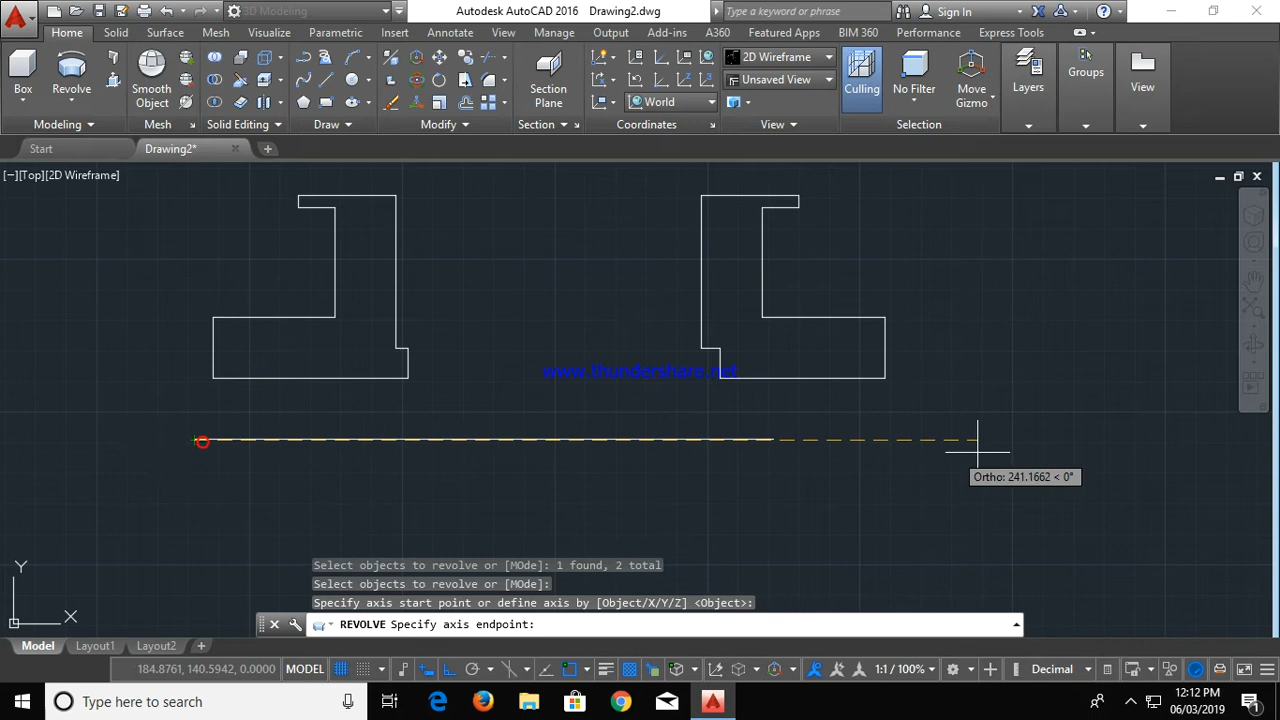 3D Modeling
Autodesk AutoCAD 2016 Drawing2.dwg
Type a keyword or phrase
Sign In
Home Solid Surface Mesh Visualize Parametric Insert Annotate View Manage Output Add-ins A360 Featured Apps BIM 360 Performance Express Tools
Box Revolve Smooth Object Section Plane World 2D Wireframe Unsaved View Culling No Filter Move Gizmo Layers Groups View
Modeling Mesh Solid Editing Draw Modify Section Coordinates View Selection
Start Drawing2*
[−][Top][2D Wireframe]
www.thundershare.net
Ortho: 241.1662 < 0°
Y
X
Select objects to revolve or [MOde]: 1 found, 2 total
Select objects to revolve or [MOde]:
Specify axis start point or define axis by [Object/X/Y/Z] <Object>:
REVOLVE Specify axis endpoint:
Model Layout1 Layout2 +
184.8761, 140.5942, 0.0000 MODEL 1:1 / 100% Decimal
Type here to search
12:12 PM
06/03/2019